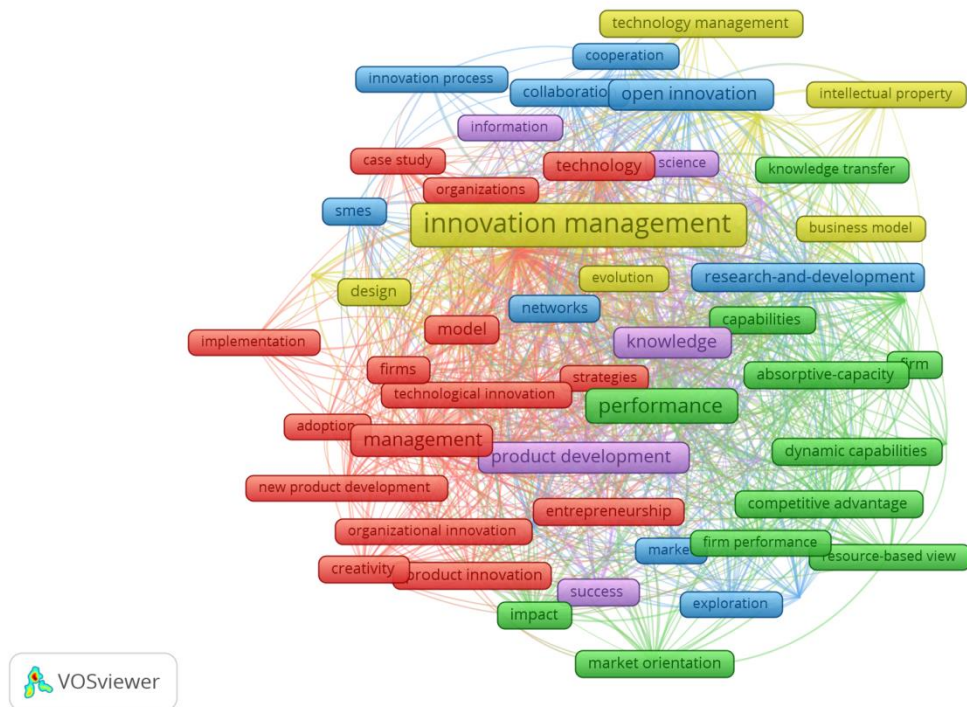 technology management
cooperation
innovation process
collaboration
open innovation
intellectual property
information
case study
technology
science
knowledge transfer
organizations
smes
innovation management
business model
evolution
research-and-development
design
networks
capabilities
implementation
model
knowledge
firms
strategies
absorptive-capacity
firm
technological innovation
performance
adoption
management
product development
dynamic capabilities
new product development
competitive advantage
entrepreneurship
organizational innovation
market
firm performance
resource-based view
creativity
product innovation
success
exploration
impact
market orientation
VOSviewer